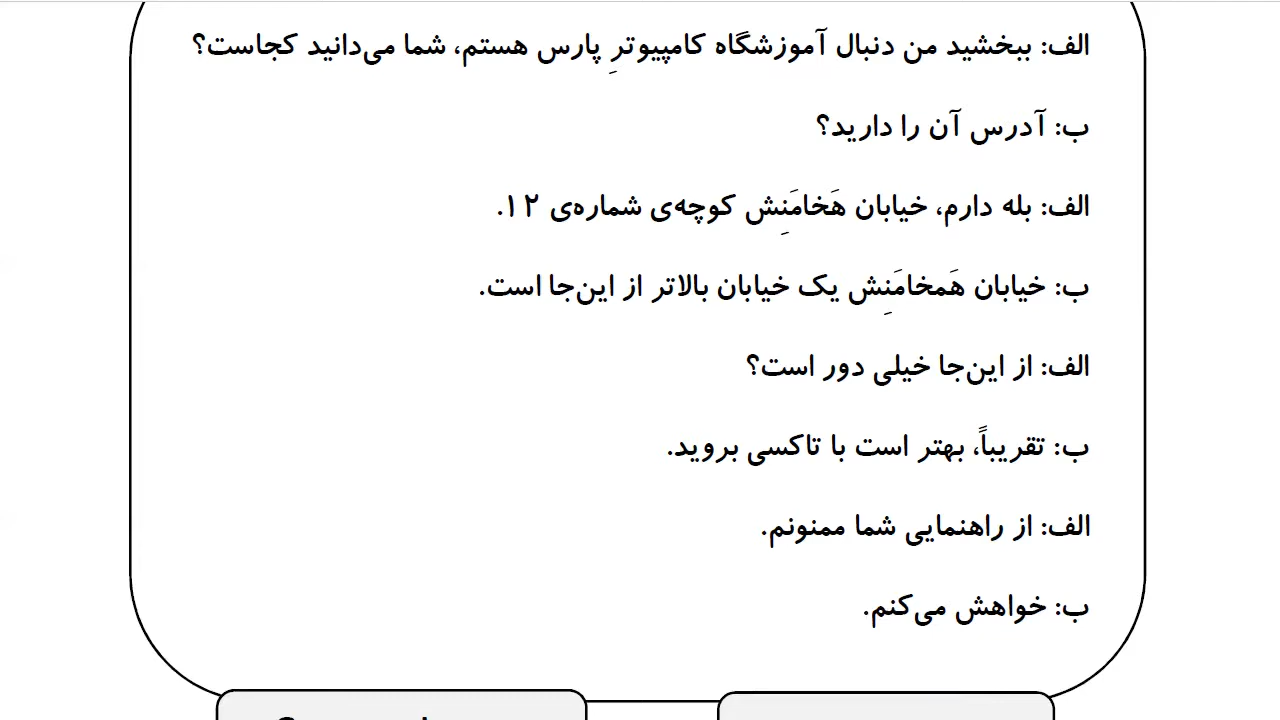 الف: ببخشید من دنبال آموزشگاه کامپیوترِ پارس هستم، شما می‌دانید کجاست؟
ب: آدرس آن را دارید؟
الف: بله دارم، خیابان هَخامَنِش کوچه‌ی شماره‌ی ۱۲.
ب: خیابان هَمخامَنِش یک خیابان بالاتر از این‌جا است.
الف: از این‌جا خیلی دور است؟
ب: تقریباً، بهتر است با تاکسی بروید.
الف: از راهنمایی شما ممنونم.
ب: خواهش می‌کنم.